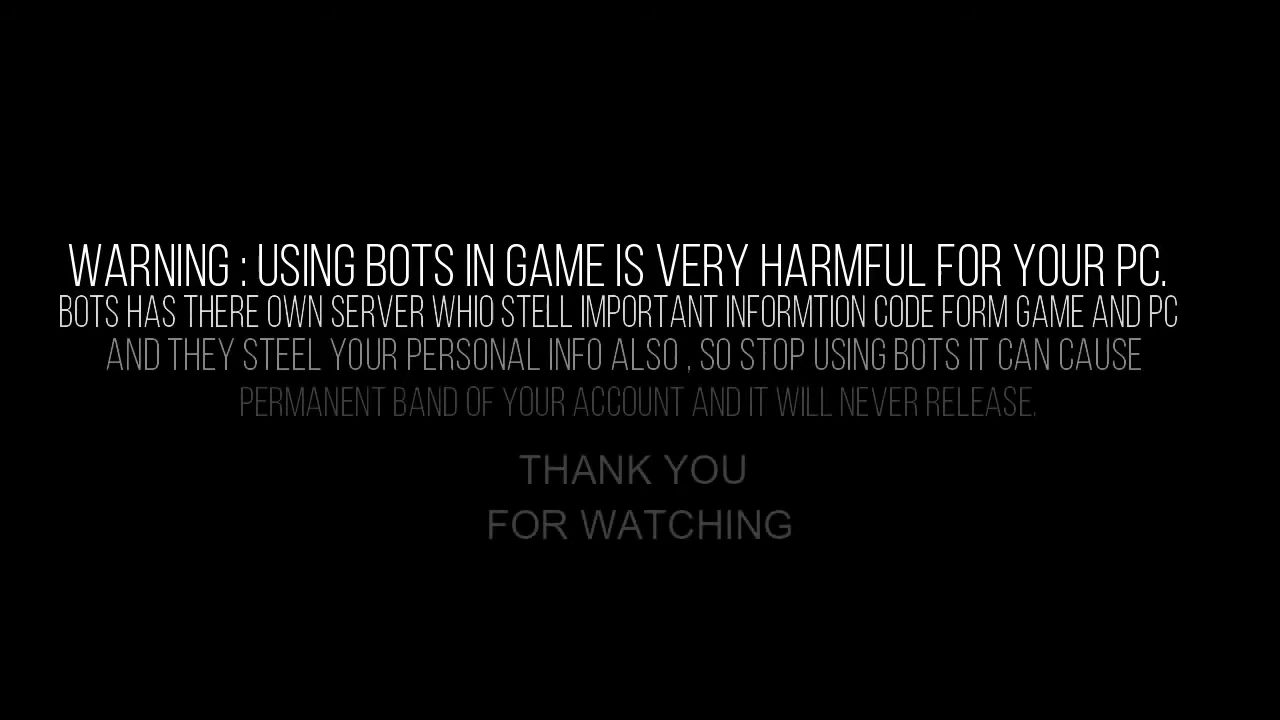 WARNING : USING BOTS IN GAME IS VERY HARMFUL FOR YOUR PC.
BOTS HAS THERE OWN SERVER WHIO STELL IMPORTANT INFORMTION CODE FORM GAME AND PC
AND THEY STEEL YOUR PERSONAL INFO ALSO , SO STOP USING BOTS IT CAN CAUSE
PERMANENT BAND OF YOUR ACCOUNT AND IT WILL NEVER RELEASE.
THANK YOU
FOR WATCHING